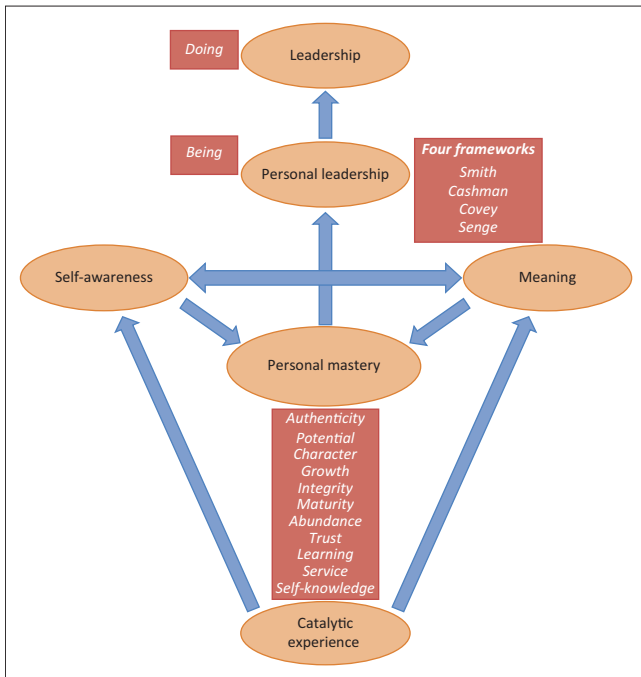 Doing
Leadership
Being
Personal leadership
Four frameworks
Smith
Cashman
Covey
Senge
Self-awareness
Meaning
Personal mastery
Authenticity
Potential
Character
Growth
Integrity
Maturity
Abundance
Trust
Learning
Service
Self-knowledge
Catalytic
experience